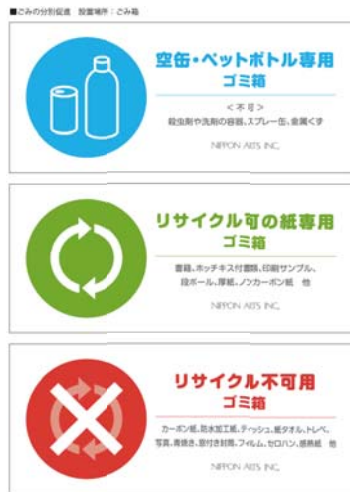 ■ごみの分別促進 設置場所：ごみ箱
空缶・ペットボトル専用
ゴミ箱
＜不可＞
殺虫剤や洗剤の容器、スプレー缶、金属くず
NIPPON ARTS INC.
リサイクル可の紙専用
ゴミ箱
書籍、ホッチキス付書類、印刷サンプル、
段ボール、厚紙、ノンカーボン紙 他
NIPPON ARTS INC.
リサイクル不可用
ゴミ箱
カーボン紙、防水加工紙、ティッシュ、紙タオル、トレペ、
写真、青焼き、窓付き封筒、フィルム、セロハン、感熱紙 他
NIPPON ARTS INC.